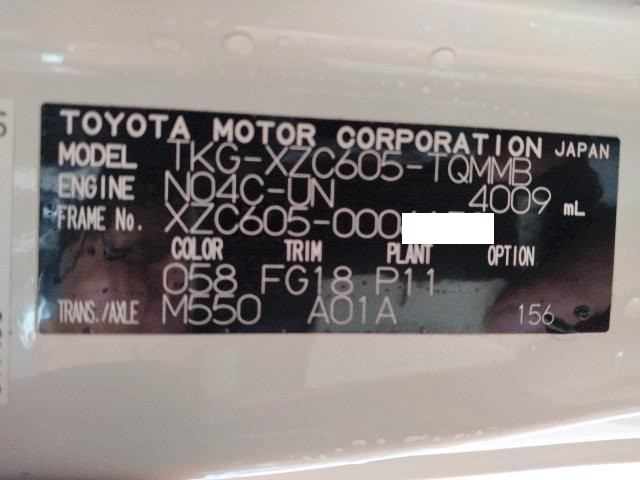 TOYOTA MOTOR CORPORATION JAPAN
MODEL TKG-XZC605-TQMMB
ENGINE N04C-UN 4009 mL
FRAME No. XZC605-000
COLOR TRIM PLANT OPTION
058 FG18 P11
TRANS./AXLE M550 A01A 156